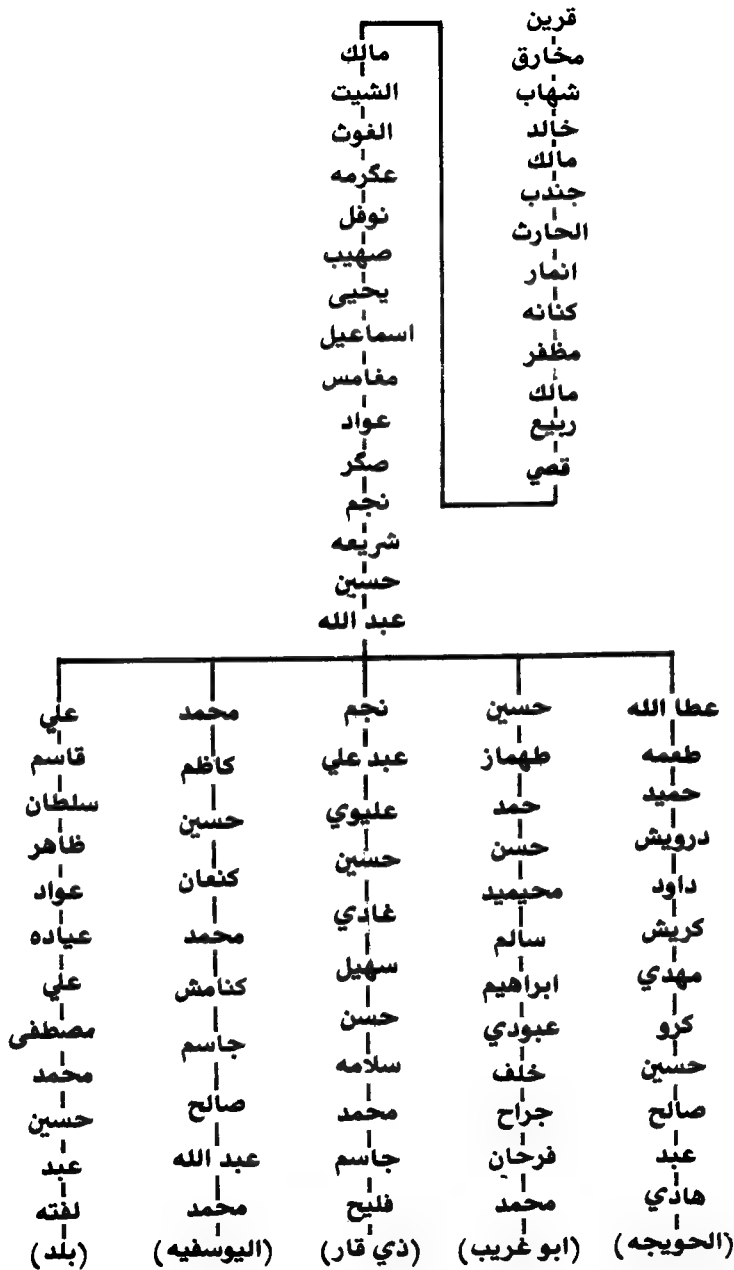 قرين
مخارق
شهاب
خالد
مالك
جندب
الحارث
انمار
كنانه
مظفر
مالك
ربيع
قصي
مالك
الشيت
الغوث
عگرمه
نوفل
صهيب
يحيى
اسماعيل
مغامس
عواد
صگر
نجم
شريعه
حسين
عبد الله
عطا الله
طعمه
حميد
درويش
داود
كريش
مهدي
كرو
حسين
صالح
عبد
هادي
(الحويجه)
حسين
طهماز
حمد
حسن
محيميد
سالم
ابراهيم
عبودي
خلف
جراح
فرحان
محمد
(ابو غريب)
نجم
عبد علي
عليوي
حسين
غادي
سهيل
حسن
سلامه
محمد
جاسم
فليح
(ذي قار)
محمد
كاظم
حسين
كنعان
محمد
كنامش
جاسم
صالح
عبد الله
محمد
(اليوسفيه)
علي
قاسم
سلطان
ظاهر
عواد
عياده
علي
مصطفى
محمد
حسين
عبد
لفته
(بلد)